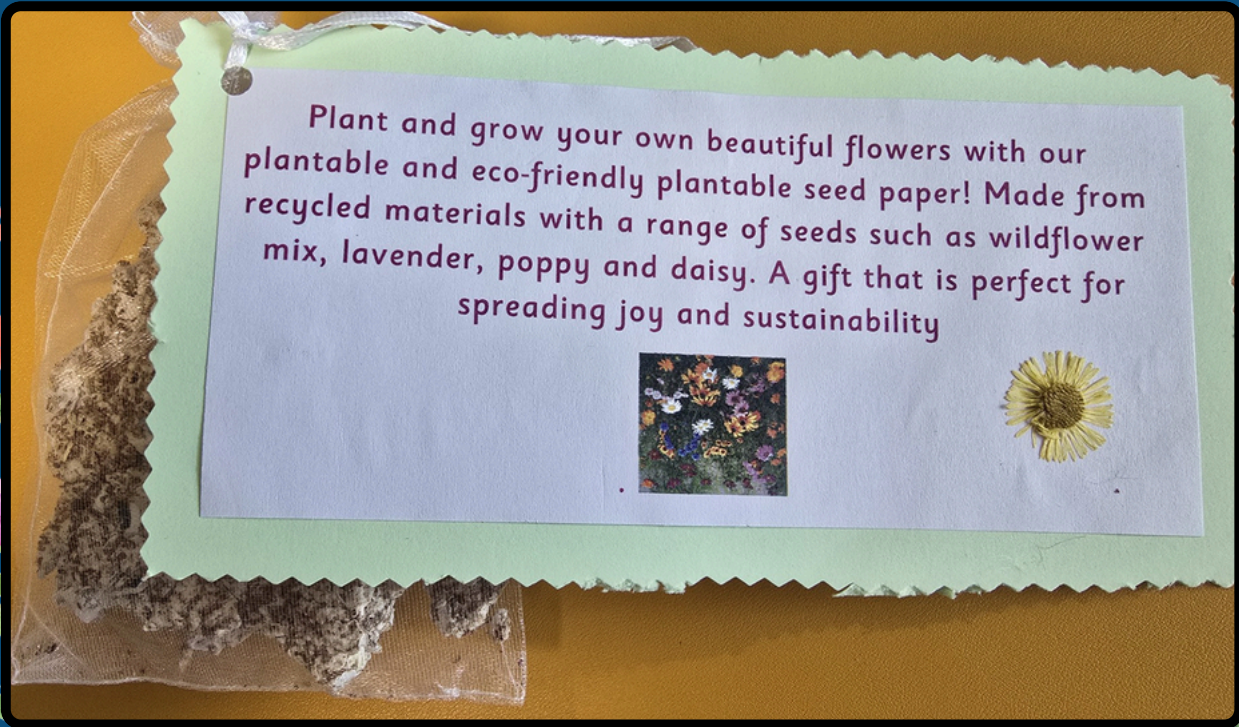 Plant and grow your own beautiful flowers with our
plantable and eco-friendly plantable seed paper! Made from
recycled materials with a range of seeds such as wildflower
mix, lavender, poppy and daisy. A gift that is perfect for
spreading joy and sustainability